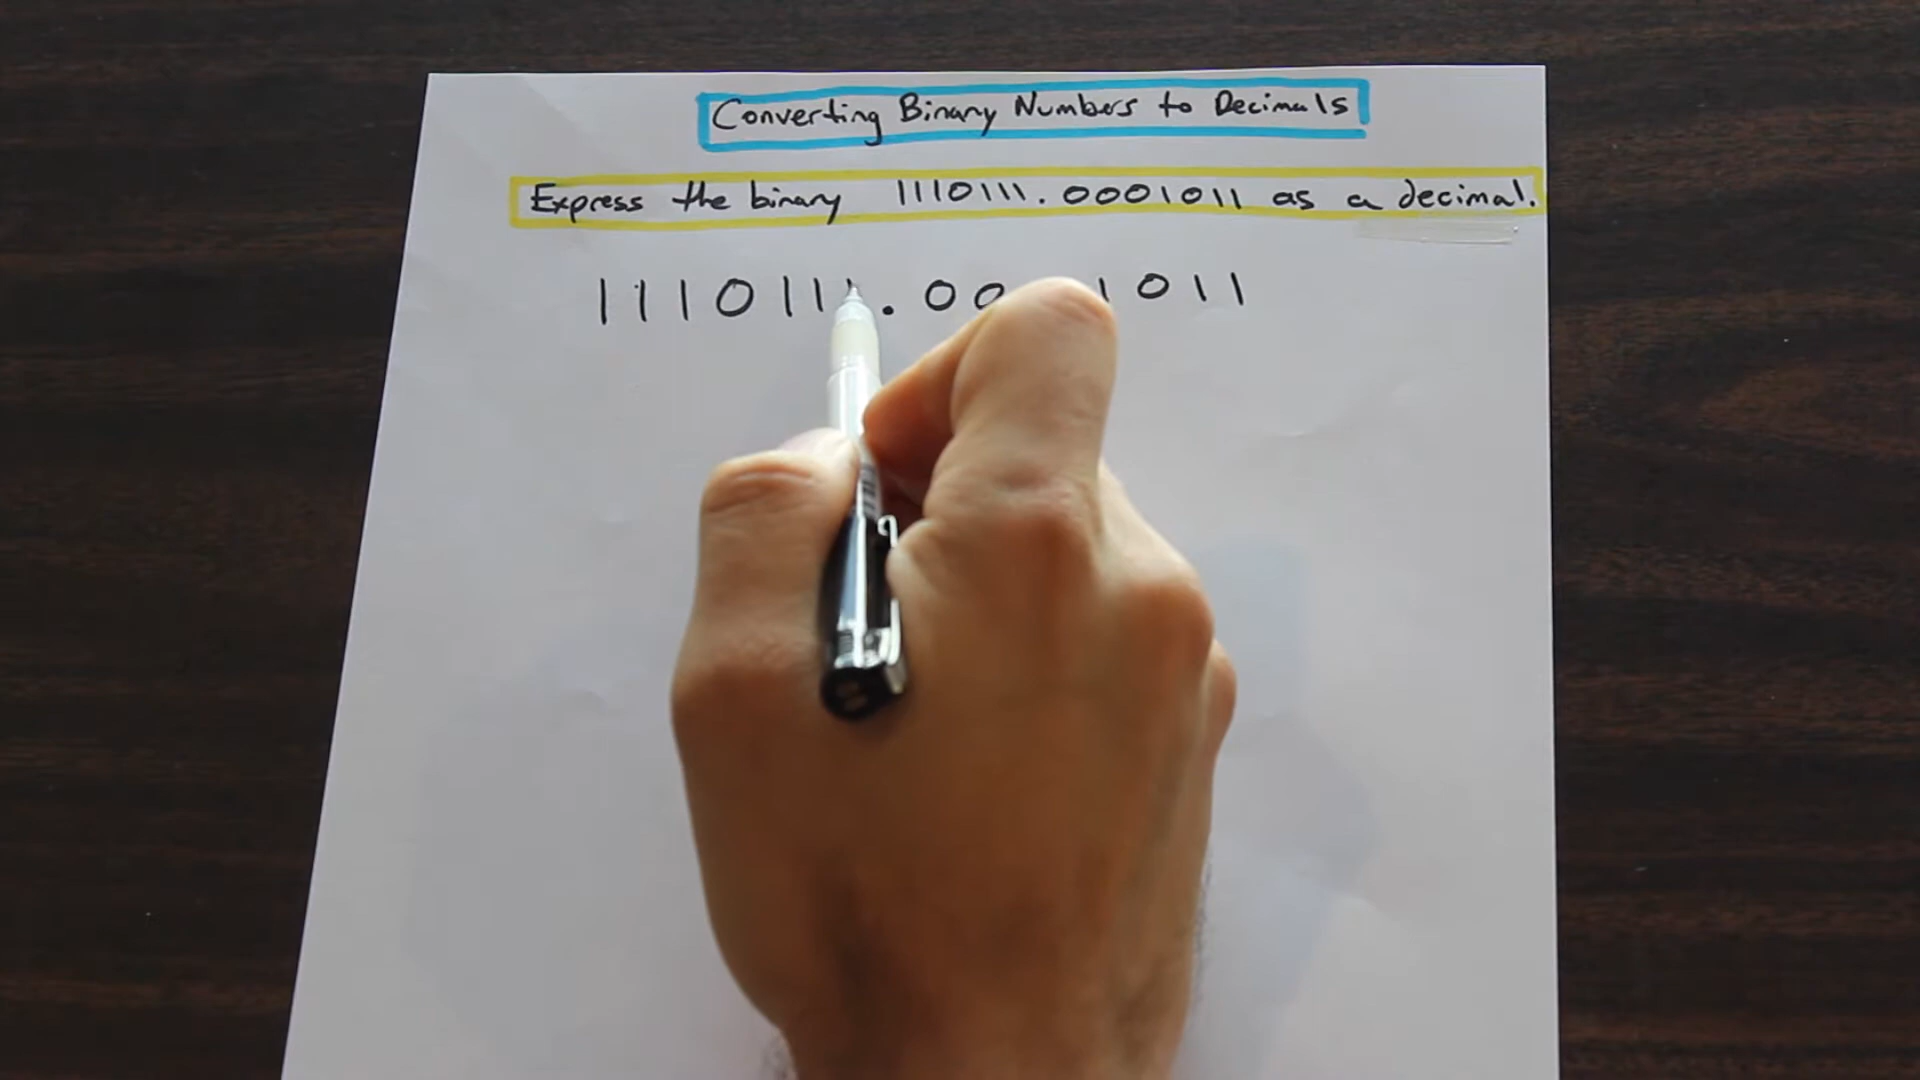 Converting Binary Numbers to Decimals
Express the binary 1110111.0001011 as a decimal.
1110111.00 1011